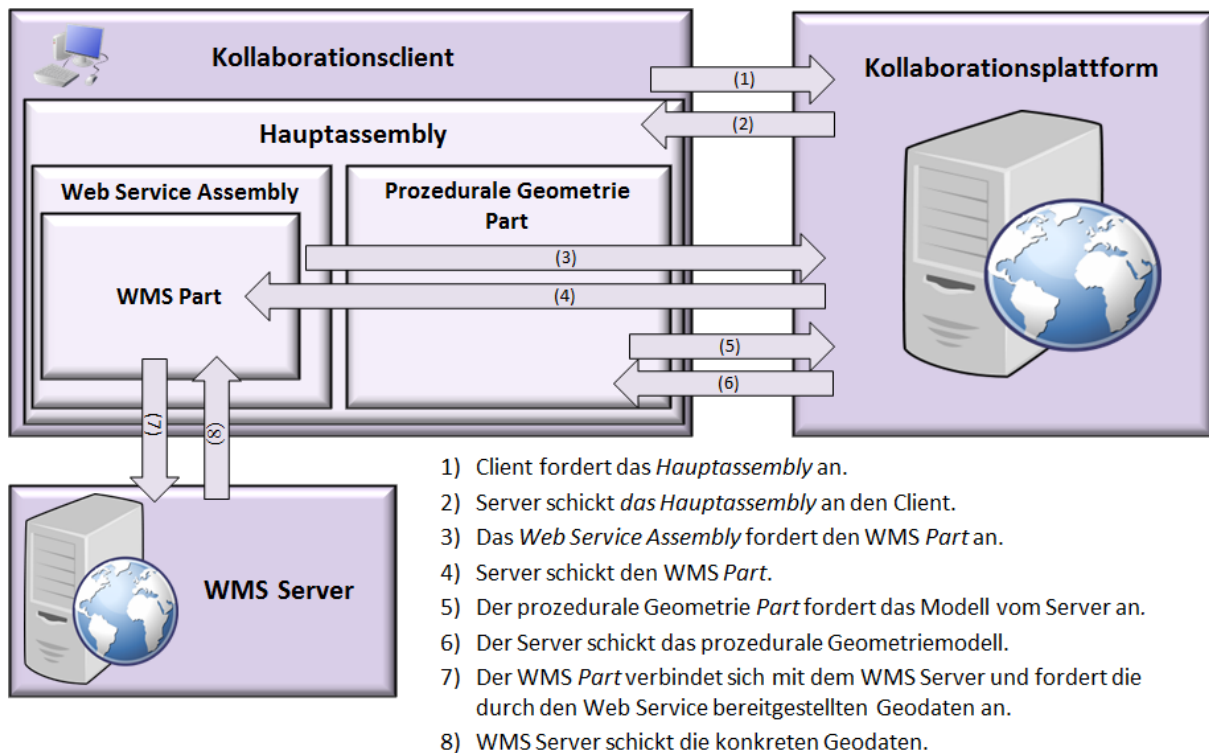 Kollaborationsclient
Kollaborationsplattform
(1)
(2)
Hauptassembly
Web Service Assembly
Prozedurale Geometrie
Part
(3)
WMS Part
(4)
(5)
(6)
(7)
(8)
WMS Server
1) Client fordert das Hauptassembly an.
2) Server schickt das Hauptassembly an den Client.
3) Das Web Service Assembly fordert den WMS Part an.
4) Server schickt den WMS Part.
5) Der prozedurale Geometrie Part fordert das Modell vom Server an.
6) Der Server schickt das prozedurale Geometriemodell.
7) Der WMS Part verbindet sich mit dem WMS Server und fordert die
durch den Web Service bereitgestellten Geodaten an.
8) WMS Server schickt die konkreten Geodaten.